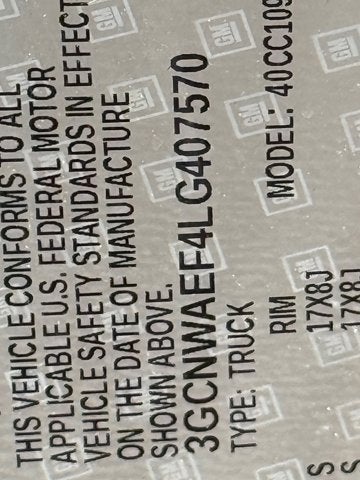 THIS VEHICLE CONFORMS TO ALL
APPLICABLE U.S. FEDERAL MOTOR
VEHICLE SAFETY STANDARDS IN EFFECT
ON THE DATE OF MANUFACTURE
SHOWN ABOVE.
3GCNWAEF4LG407570
TYPE: TRUCK MODEL: 40CC109
RIM
S 17X8J
S 17X8J